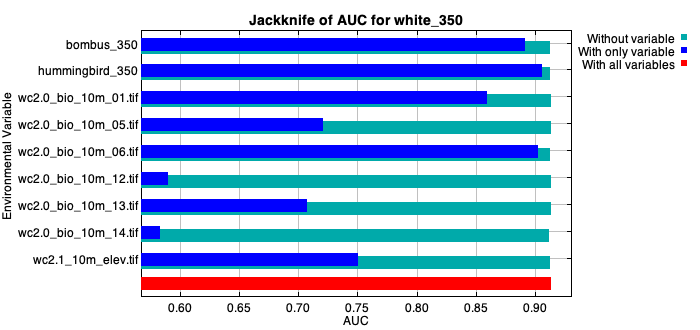 Jackknife of AUC for white_350
Without variable
With only variable
With all variables
Environmental Variable
bombus_350
hummingbird_350
wc2.0_bio_10m_01.tif
wc2.0_bio_10m_05.tif
wc2.0_bio_10m_06.tif
wc2.0_bio_10m_12.tif
wc2.0_bio_10m_13.tif
wc2.0_bio_10m_14.tif
wc2.1_10m_elev.tif
0.60 0.65 0.70 0.75 0.80 0.85 0.90
AUC